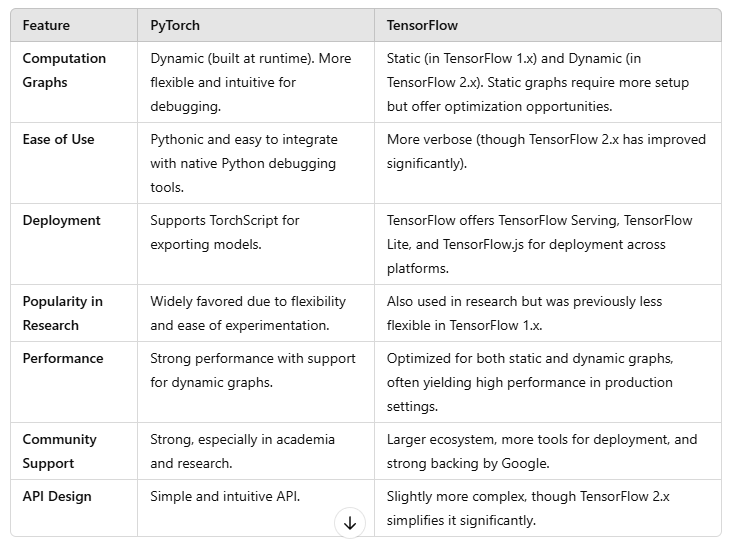 Feature PyTorch TensorFlow
Computation Graphs
Dynamic (built at runtime). More
flexible and intuitive for
debugging.
Static (in TensorFlow 1.x) and Dynamic (in
TensorFlow 2.x). Static graphs require more setup
but offer optimization opportunities.
Ease of Use
Pythonic and easy to integrate
with native Python debugging
tools.
More verbose (though TensorFlow 2.x has improved
significantly).
Deployment
Supports TorchScript for
exporting models.
TensorFlow offers TensorFlow Serving, TensorFlow
Lite, and TensorFlow.js for deployment across
platforms.
Popularity in
Research
Widely favored due to flexibility
and ease of experimentation.
Also used in research but was previously less
flexible in TensorFlow 1.x.
Performance
Strong performance with support
for dynamic graphs.
Optimized for both static and dynamic graphs,
often yielding high performance in production
settings.
Community
Support
Strong, especially in academia
and research.
Larger ecosystem, more tools for deployment, and
strong backing by Google.
API Design
Simple and intuitive API.
Slightly more complex, though TensorFlow 2.x
simplifies it significantly.